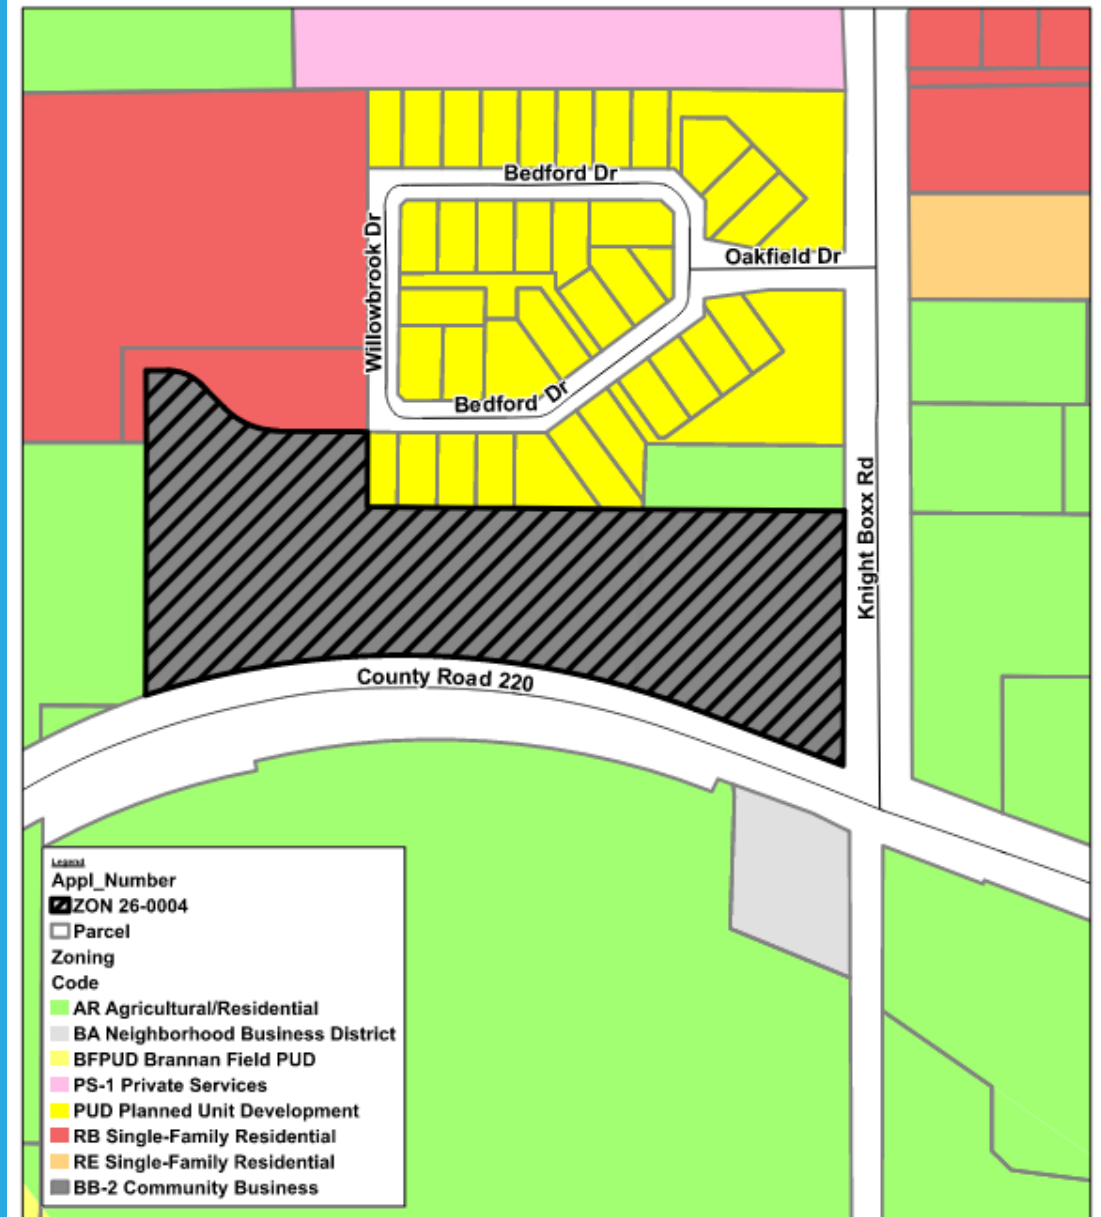 Bedford Dr
Willowbrook Dr
Oakfield Dr
Bedford Dr
Knight Boxx Rd
County Road 220
Legend
Appl_Number
ZON 26-0004
Parcel
Zoning
Code
AR Agricultural/Residential
BA Neighborhood Business District
BFPUD Brannan Field PUD
PS-1 Private Services
PUD Planned Unit Development
RB Single-Family Residential
RE Single-Family Residential
BB-2 Community Business